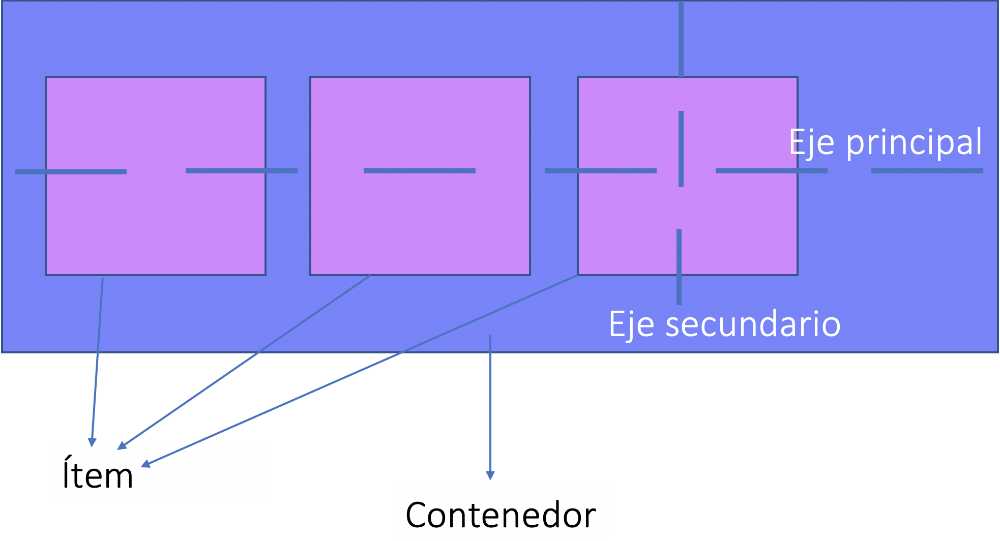 Eje principal
Eje secundario
Ítem
Contenedor